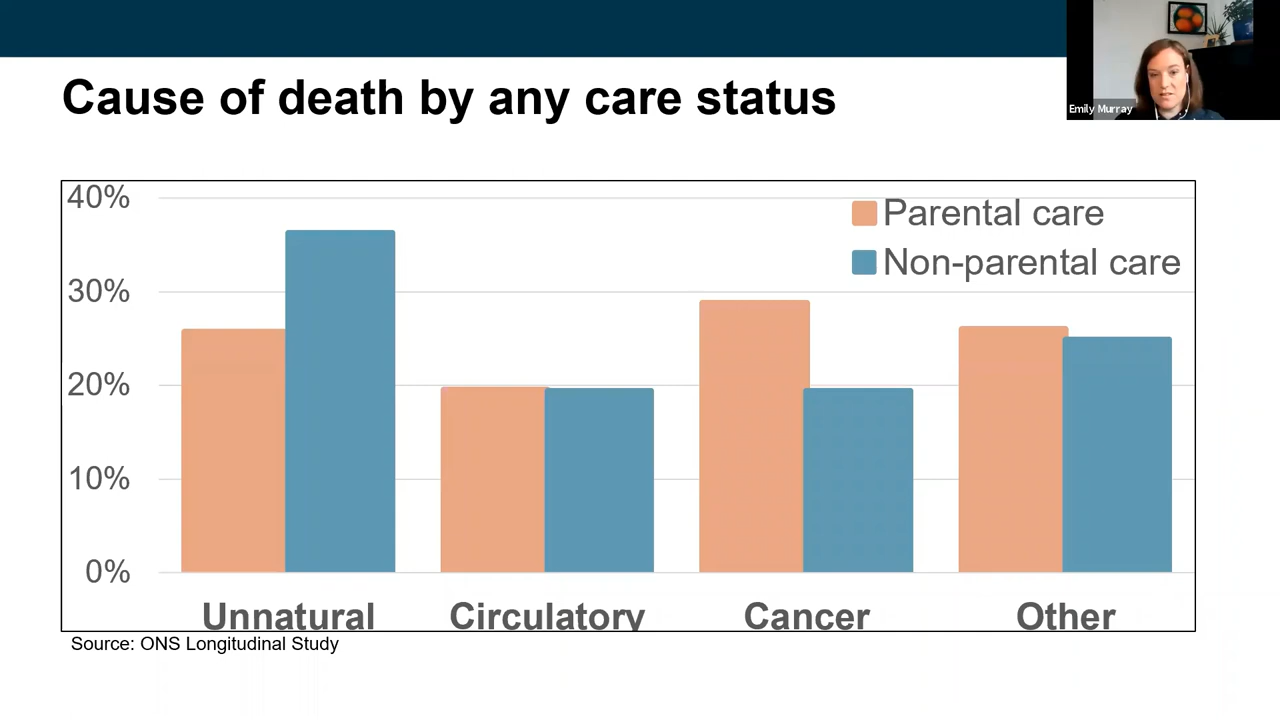 Cause of death by any care status
Emily Murray
40%
Parental care
Non-parental care
30%
20%
10%
0%
Unnatural Circulatory Cancer Other
Source: ONS Longitudinal Study